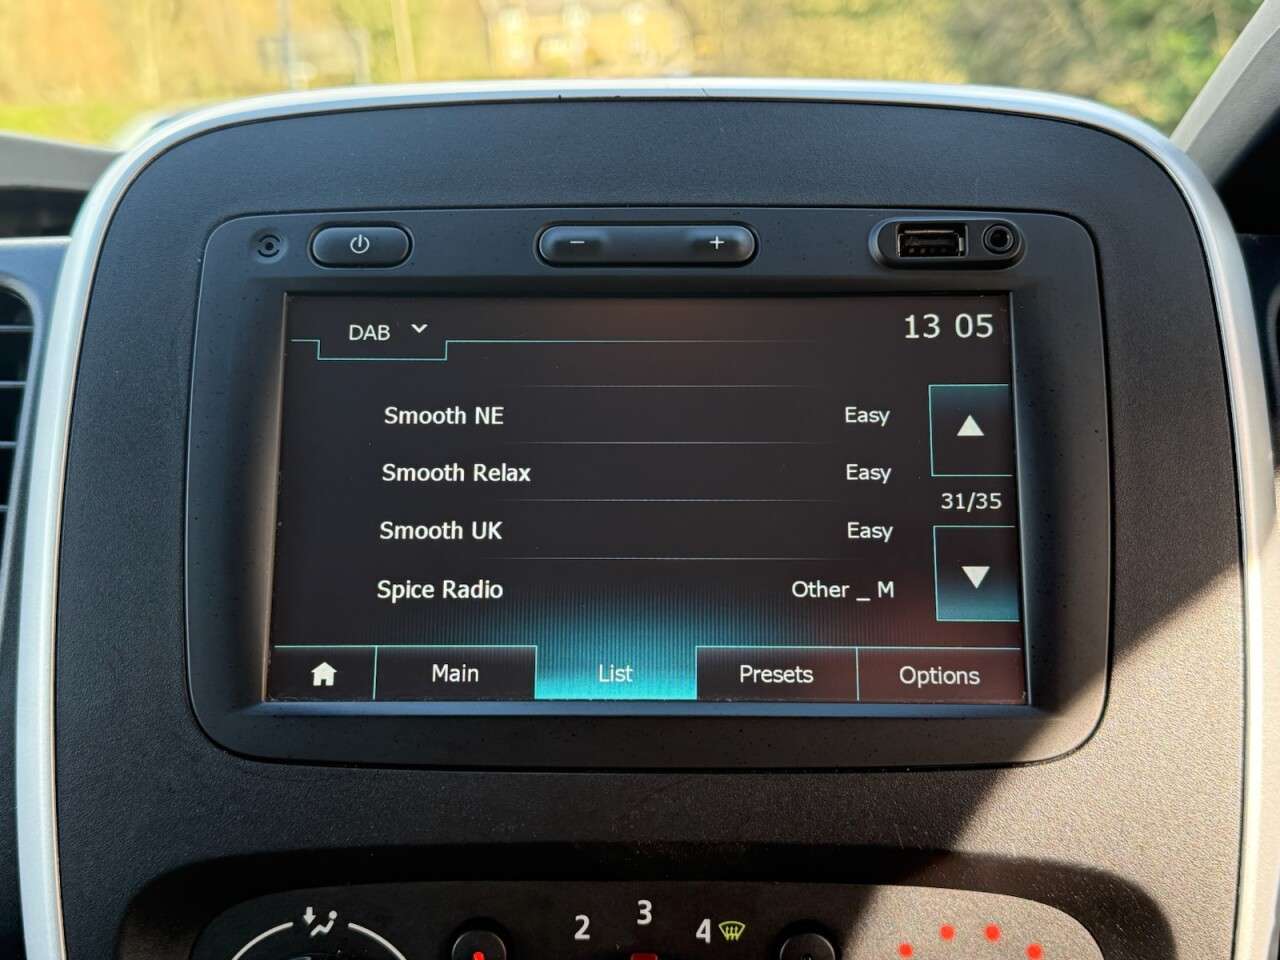 − +
DAB 13 05
Smooth NE Easy
Smooth Relax Easy
31/35
Smooth UK Easy
Spice Radio Other _ M
Main List Presets Options
2 3 4